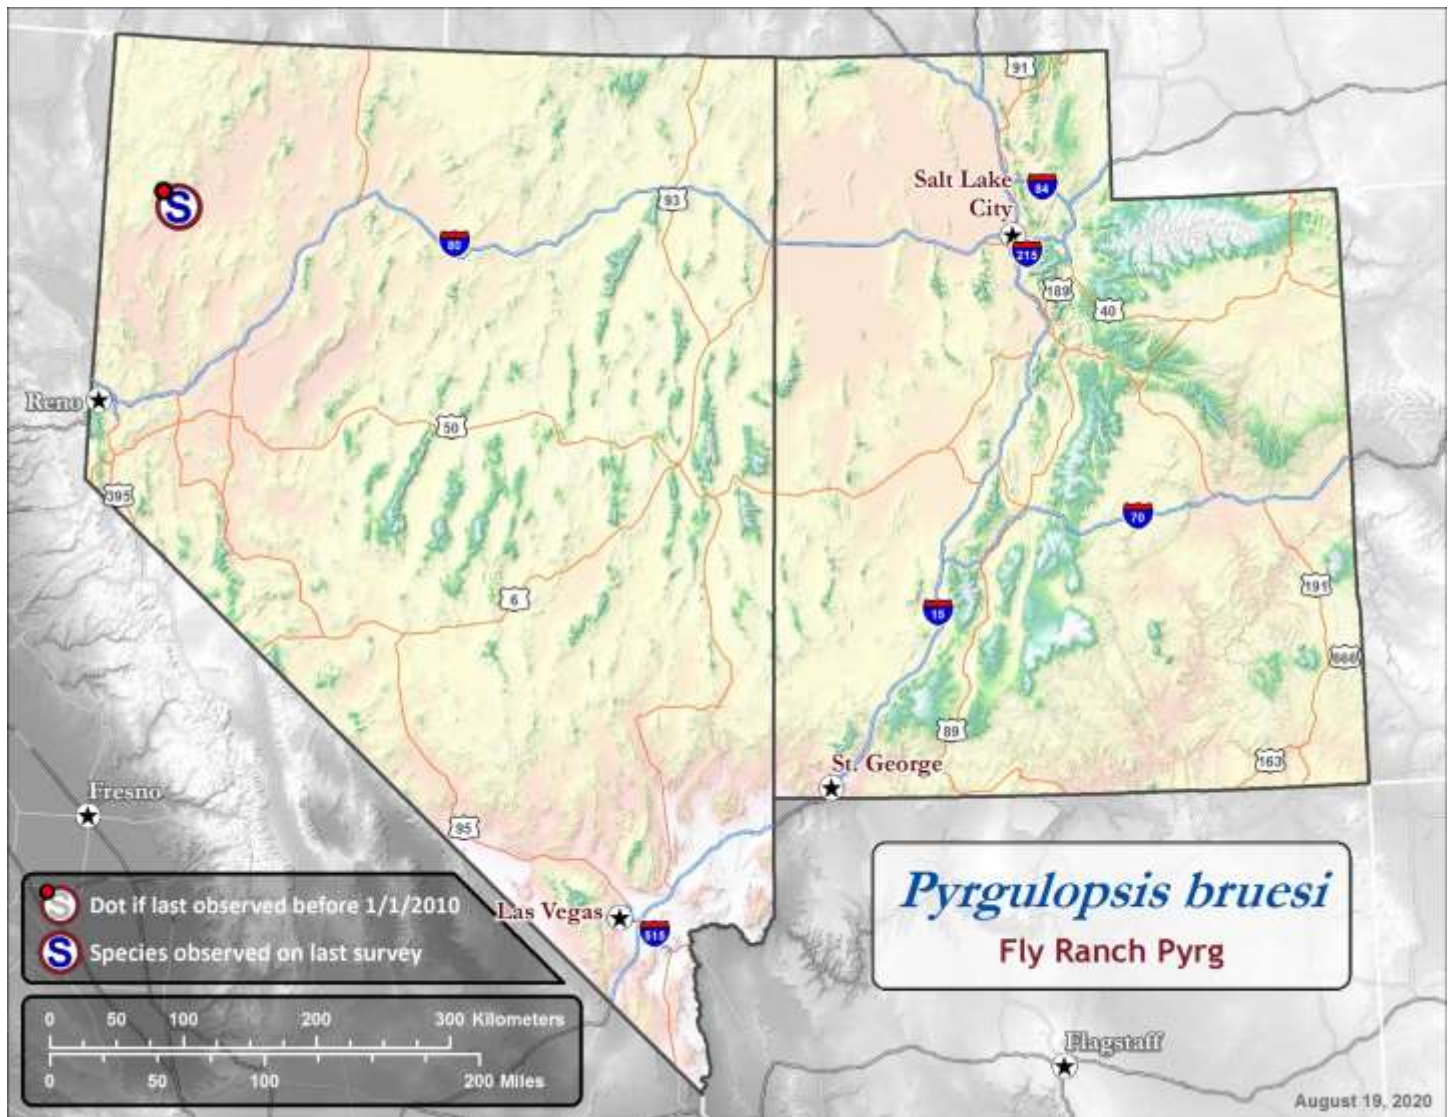 91
84
Salt Lake
City
93
80
215
189
40
Reno
50
395
70
6
191
15
666
89
163
St. George
Fresno
95
Las Vegas
515
Dot if last observed before 1/1/2010
S
Species observed on last survey
S
Pyrgulopsis bruesi
Fly Ranch Pyrg
0 50 100 200 300 Kilometers
0 50 100 200 Miles
Flagstaff
August 19, 2020